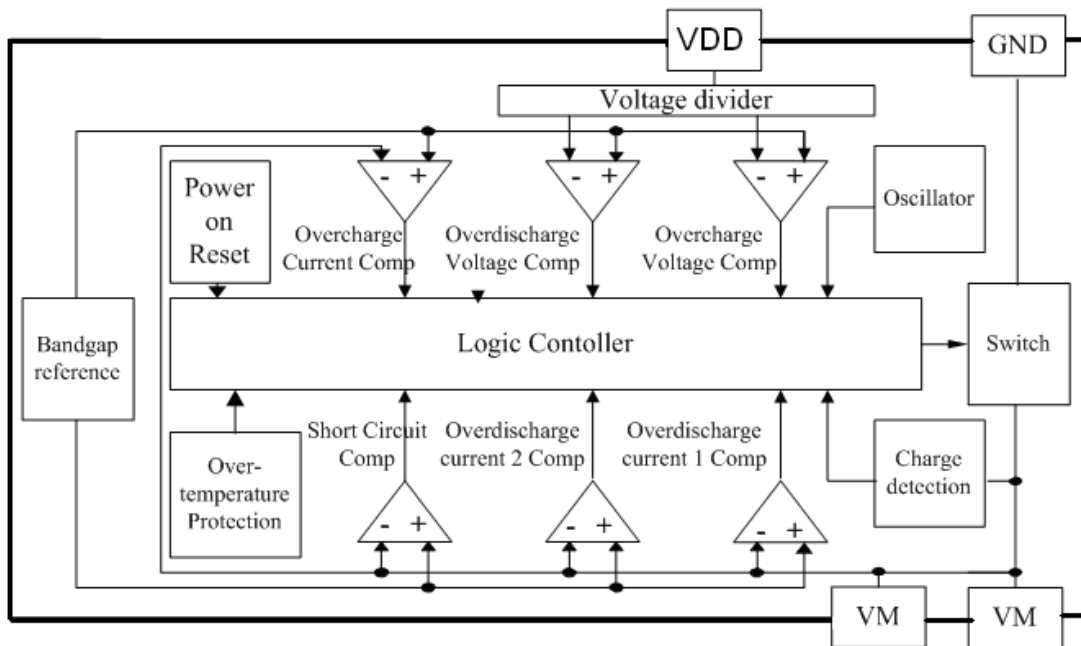 VDD
GND
Voltage divider
- +
- +
- +
Power
on
Reset
Oscillator
Overcharge
Current Comp
Overdischarge
Voltage Comp
Overcharge
Voltage Comp
Bandgap
reference
Logic Contoller
Switch
Short Circuit
Comp
Overdischarge
current 2 Comp
Overdischarge
current 1 Comp
Over-
temperature
Protection
Charge
detection
- +
- +
- +
VM
VM